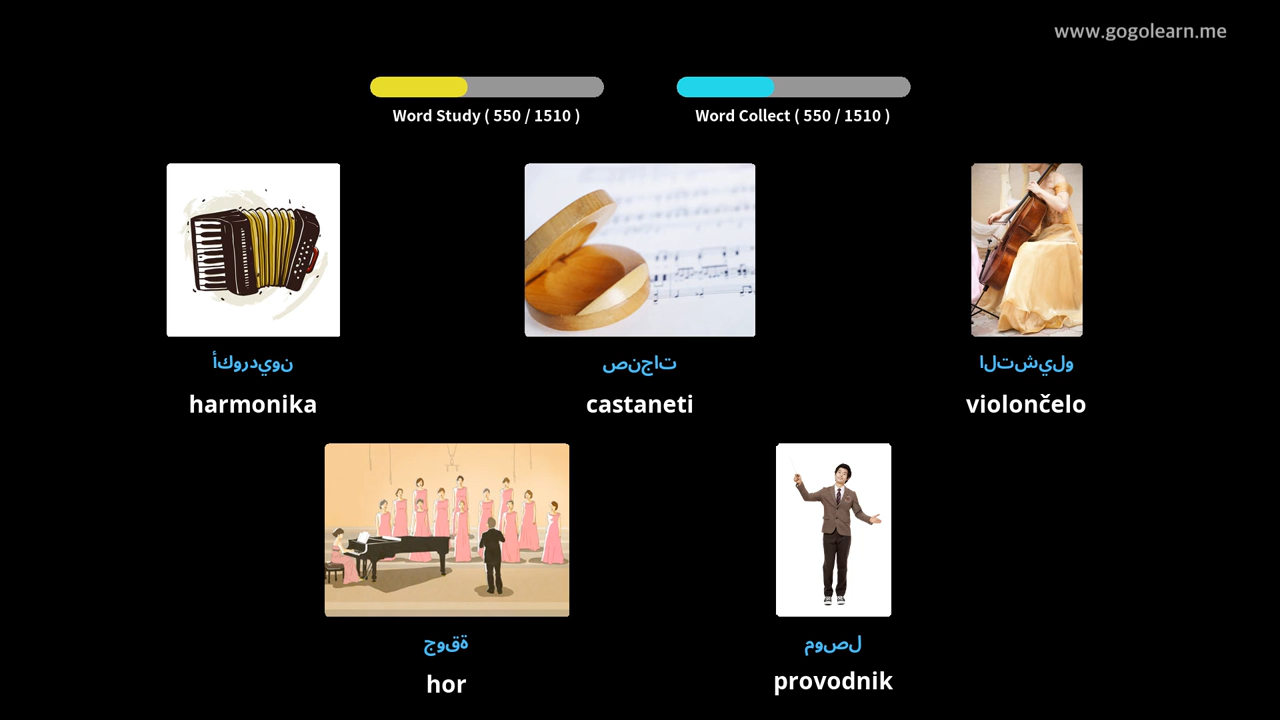 www.gogolearn.me
Word Study ( 550 / 1510 )
Word Collect ( 550 / 1510 )
أكورديون
harmonika
صنجات
castaneti
التشيلو
violončelo
جوقة
hor
موصل
provodnik